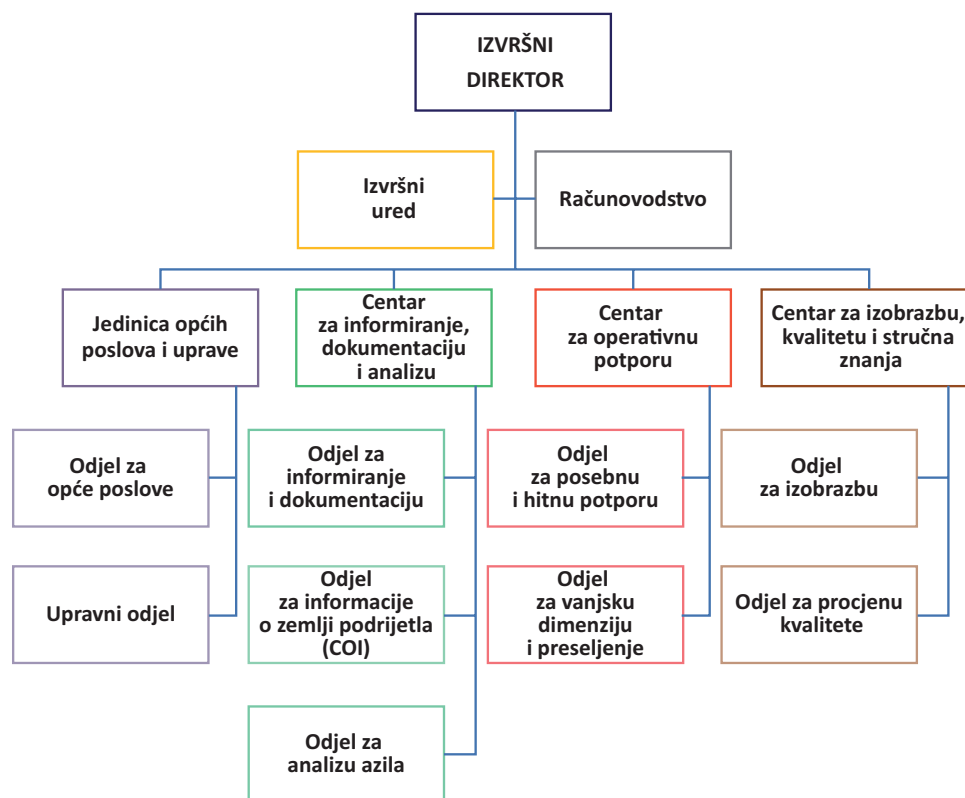 IZVRŠNI
DIREKTOR
Izvršni
ured
Računovodstvo
Jedinica općih
poslova i uprave
Centar
za informiranje,
dokumentaciju
i analizu
Centar
za operativnu
potporu
Centar za izobrazbu,
kvalitetu i stručna
znanja
Odjel za
opće poslove
Odjel za
informiranje
i dokumentaciju
Odjel
za posebnu
i hitnu potporu
Odjel
za izobrazbu
Upravni odjel
Odjel
za informacije
o zemlji podrijetla
(COI)
Odjel
za vanjsku
dimenziju
i preseljenje
Odjel za procjenu
kvalitete
Odjel za
analizu azila